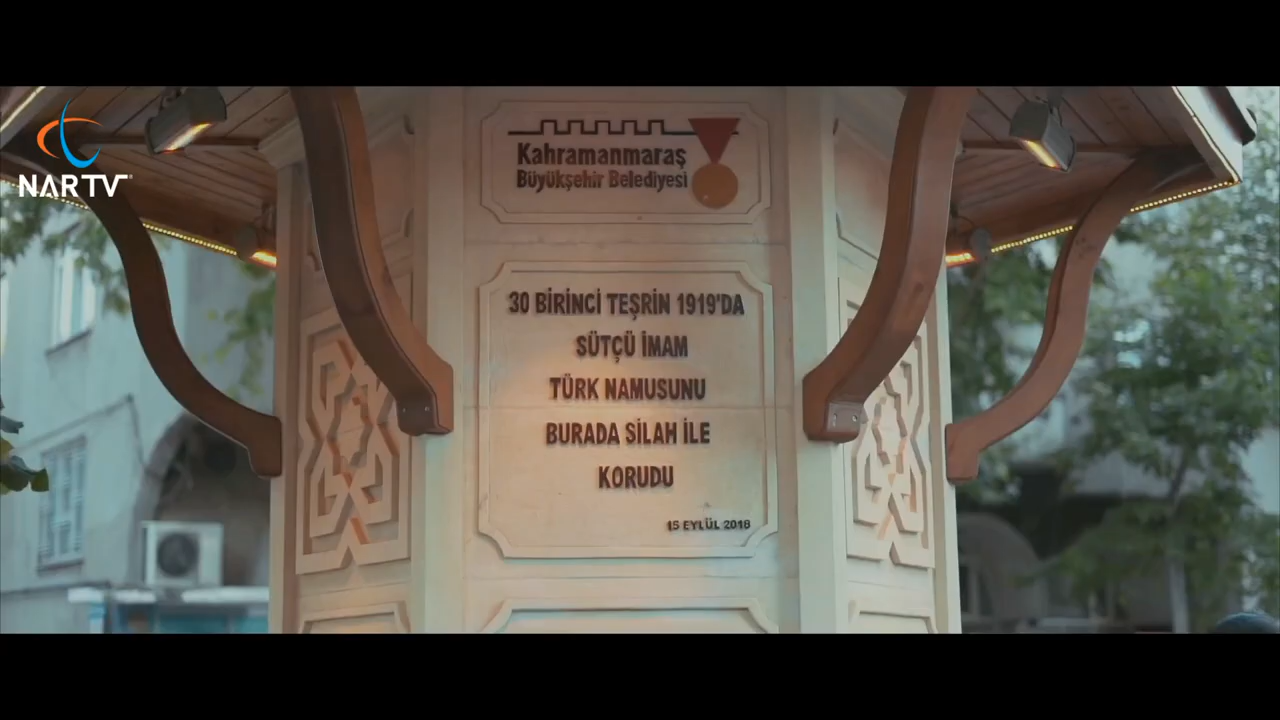 NARTV
Kahramanmaraş
Büyükşehir Belediyesi
30 BİRİNCİ TEŞRİN 1919'DA
SÜTÇÜ İMAM
TÜRK NAMUSUNU
BURADA SİLAH İLE
KORUDU
15 EYLÜL 2018